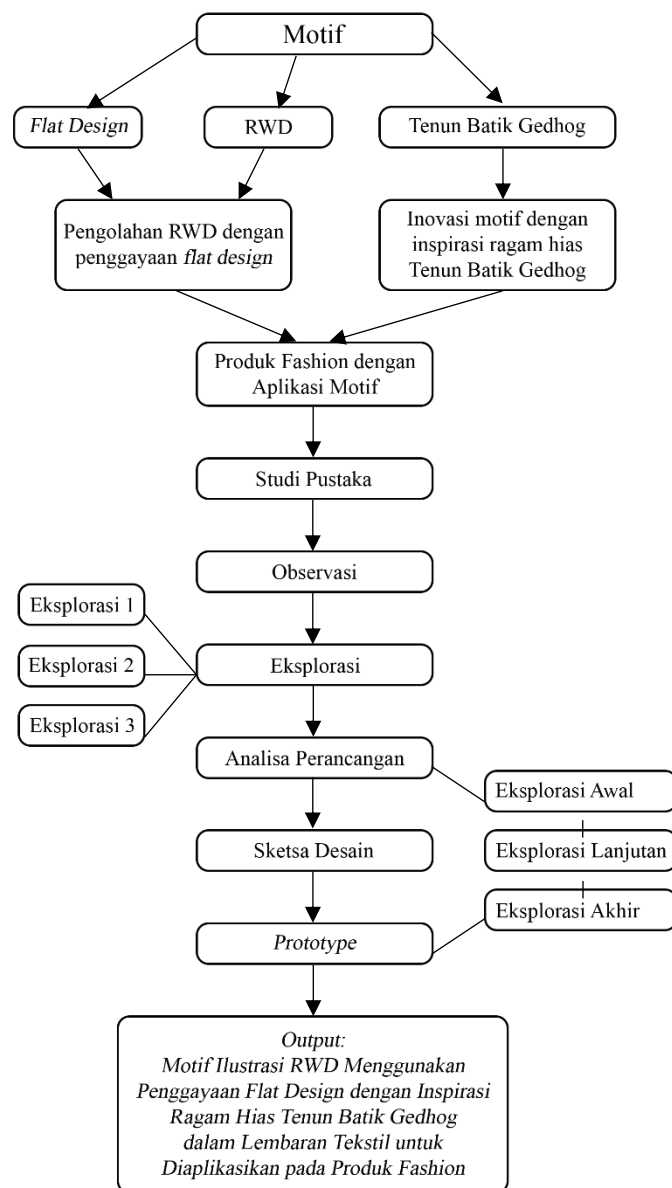 Motif
Flat Design
RWD
Tenun Batik Gedhog
Pengolahan RWD dengan
penggayaan flat design
Inovasi motif dengan
inspirasi ragam hias
Tenun Batik Gedhog
Produk Fashion dengan
Aplikasi Motif
Studi Pustaka
Observasi
Eksplorasi 1
Eksplorasi 2
Eksplorasi 3
Eksplorasi
Analisa Perancangan
Eksplorasi Awal
Sketsa Desain
Eksplorasi Lanjutan
Eksplorasi Akhir
Prototype
Output:
Motif Ilustrasi RWD Menggunakan
Penggayaan Flat Design dengan Inspirasi
Ragam Hias Tenun Batik Gedhog
dalam Lembaran Tekstil untuk
Diaplikasikan pada Produk Fashion